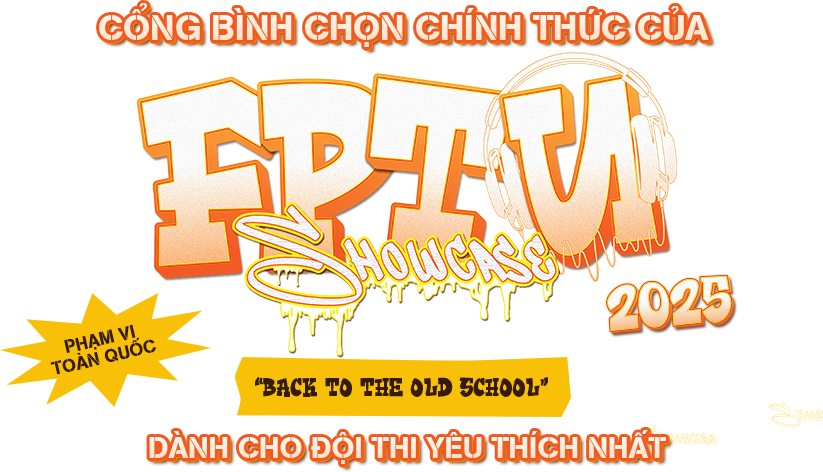 CỔNG BÌNH CHỌN CHÍNH THỨC CỦA
FPTU
SHOWCASE
2025
PHẠM VI
TOÀN QUỐC
"BACK TO THE OLD SCHOOL"
DÀNH CHO ĐỘI THI YÊU THÍCH NHẤT